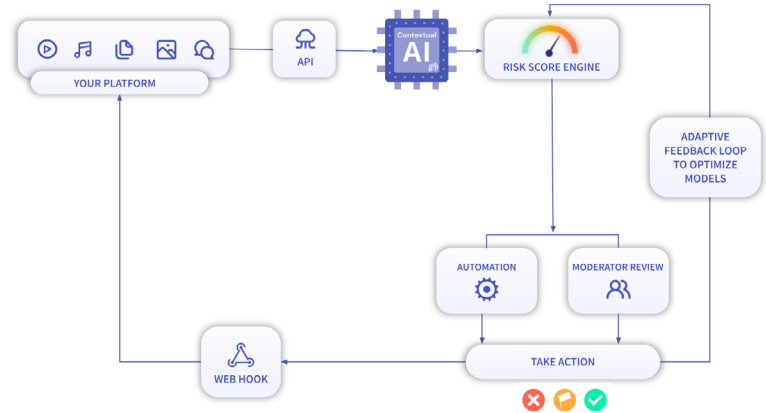 YOUR PLATFORM
API
Contextual
AI
RISK SCORE ENGINE
ADAPTIVE
FEEDBACK LOOP
TO OPTIMIZE
MODELS
AUTOMATION
MODERATOR REVIEW
WEB HOOK
TAKE ACTION